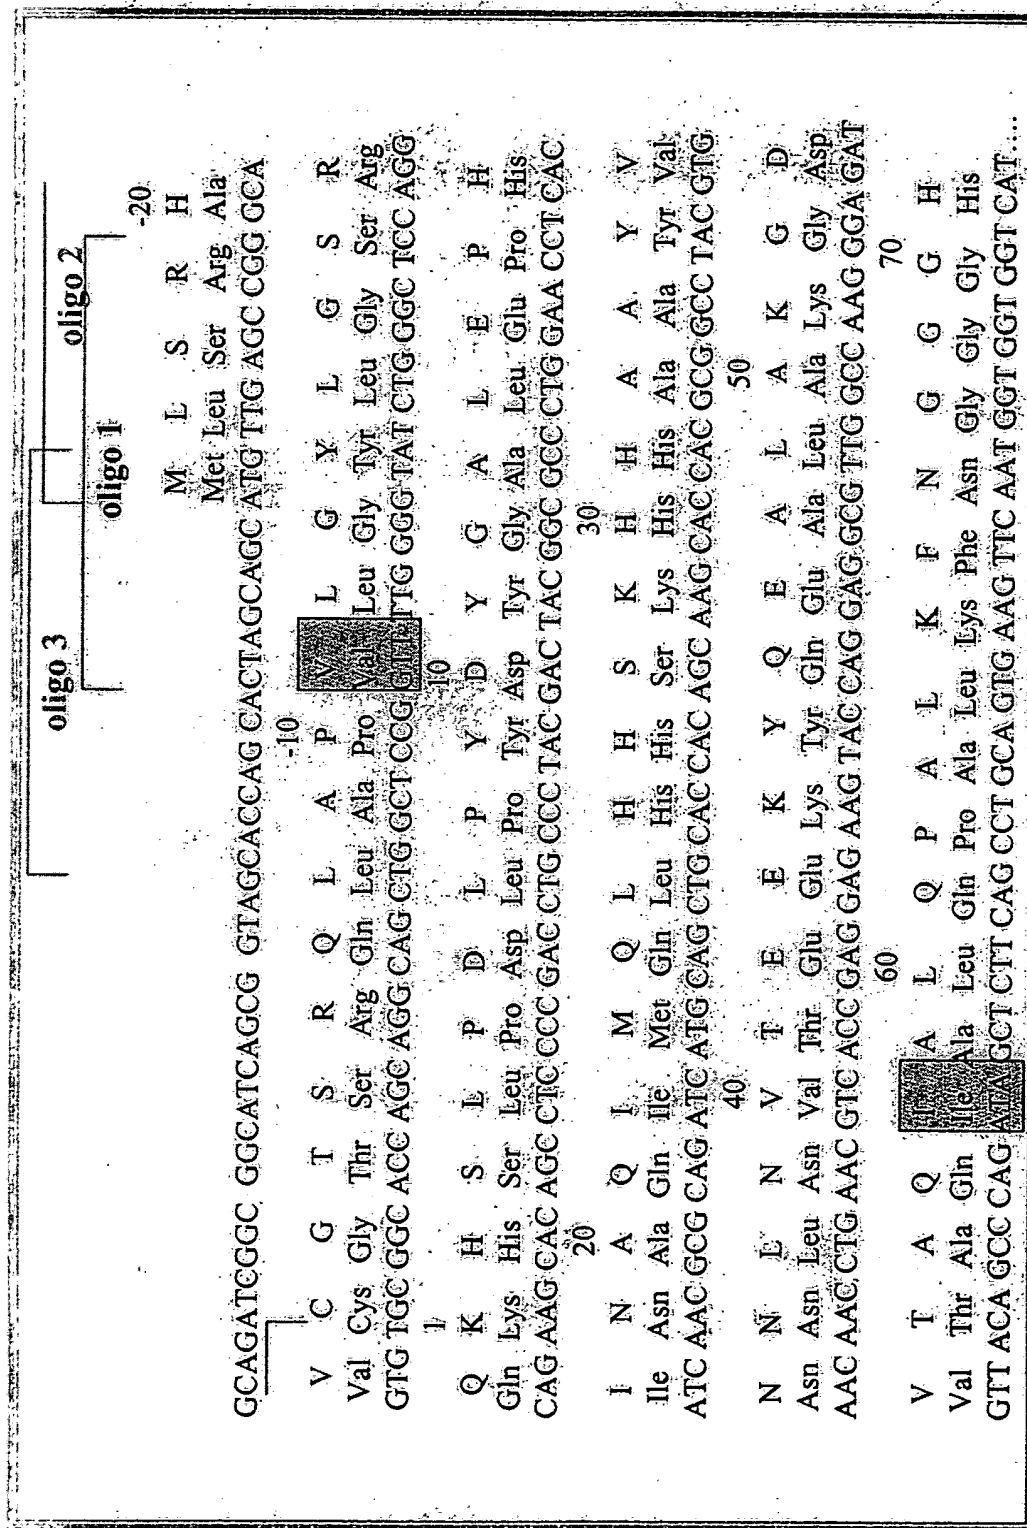 oligo 3
oligo 1
oligo 2
-20
M L S R H
Met Leu Ser Arg Ala
GCAGATCGGC GGCATCAGCG GTAGCACCAG CACTAGCAGC ATG TTG AGC CGG GCA
-10
V C G T S R Q L A P V L G Y L G S R
Val Cys Gly Thr Ser Arg Gln Leu Ala Pro Val Leu Gly Tyr Leu Gly Ser Arg
GTG TGC GGC ACC AGC AGG CAG CTG GCT CCG GTT TTG GGG TAT CTG GGC TCC AGG
1 10
Q K H S L P D L P Y D Y G A L E P H
Gln Lys His Ser Leu Pro Asp Leu Pro Tyr Asp Tyr Gly Ala Leu Glu Pro His
CAG AAG CAC AGC CTC CCC GAC CTG CCC TAC GAC TAC GGC GCC CTG GAA CCT CAC
20 30
I N A Q I M Q L H H S K H H A A Y V
Ile Asn Ala Gln Ile Met Gln Leu His His Ser Lys His His Ala Ala Tyr Val
ATC AAC GCG CAG ATC ATG CAG CTG CAC CAC AGC AAG CAC CAC GCG GCC TAC GTG
40 50
N N L N V T E E K Y Q E A L A K G D
Asn Asn Leu Asn Val Thr Glu Glu Lys Tyr Gln Glu Ala Leu Ala Lys Gly Asp
AAC AAC CTG AAC GTC ACC GAG GAG AAG TAC CAG GAG GCG TTG GCC AAG GGA GAT
60 70
V T A Q I A L Q P A L K F N G G G H
Val Thr Ala Gln Ile Ala Leu Gln Pro Ala Leu Lys Phe Asn Gly Gly Gly His
GTT ACA GCC CAG ATA GCT CTT CAG CCT GCA GTG AAG TTC AAT GGT GGT GGT CAT....